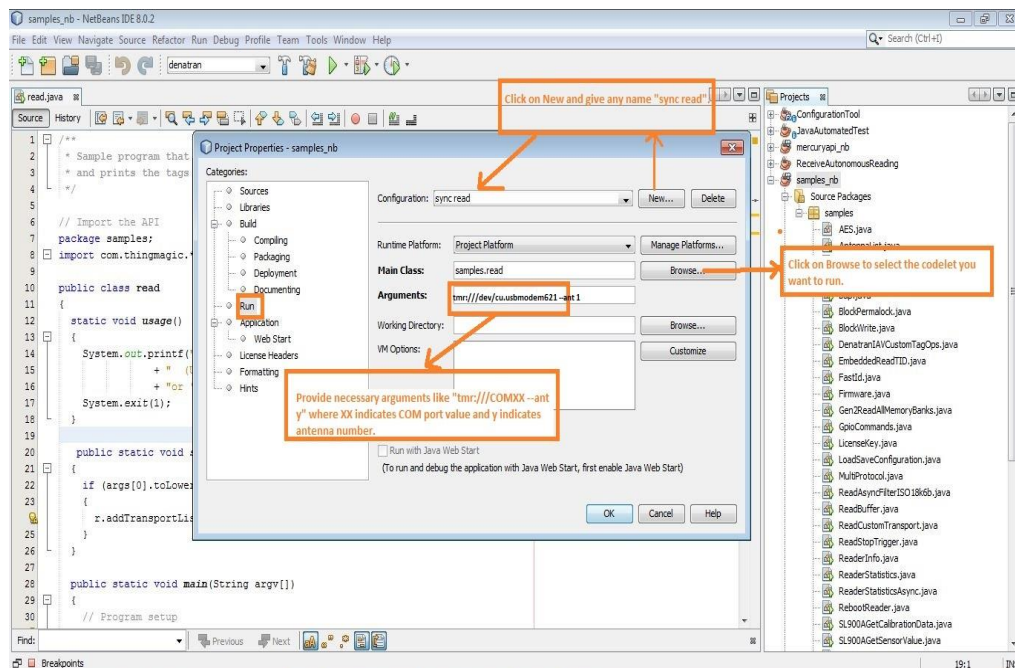 samples_nb - NetBeans IDE 8.0.2
File Edit View Navigate Source Refactor Run Debug Profile Team Tools Window Help
Search (Ctrl+I)
denatran
read.java
Projects
Source History
Click on New and give any name "sync read".
1 /**
2 * Sample program that
3 * and prints the tags
4 */
5
6 // Import the API
7 package samples;
8 import com.thingmagic.*
9
10 public class read
11 {
12 static void usage()
13 {
14 System.out.printf("
15 + " (U
16 + "or "
17 System.exit(1);
18 }
19
20 public static void s
21 {
22 if (args[0].toLower
23 {
24 r.addTransportLis
25 }
26 }
27
28 public static void main(String argv[])
29 {
30 // Program setup
Project Properties - samples_nb
Categories:
Sources
Libraries
Build
Compiling
Packaging
Deployment
Documenting
Run
Application
Web Start
License Headers
Formatting
Hints
Configuration: sync read New... Delete
Runtime Platform: Project Platform Manage Platforms...
Main Class: samples.read Browse...
Arguments: tmr:///dev/cu.usbmodem621 --ant 1
Working Directory: Browse...
VM Options: Customize
Provide necessary arguments like "tmr:///COMXX --ant
y" where XX indicates COM port value and y indicates
antenna number.
Run with Java Web Start
(To run and debug the application with Java Web Start, first enable Java Web Start)
OK Cancel Help
ConfigurationTool
JavaAutomatedTest
mercuryapi_nb
ReceiveAutonomousReading
samples_nb
Source Packages
samples
AES.java
AntennaList.java
Click on Browse to select the codelet you
want to run.
BlockPermalock.java
BlockWrite.java
DenatranIAVCustomTagOps.java
EmbeddedReadTID.java
FastId.java
Firmware.java
Gen2ReadAllMemoryBanks.java
GpioCommands.java
LicenseKey.java
LoadSaveConfiguration.java
MultiProtocol.java
ReadAsyncFilterISO18k6b.java
ReadBuffer.java
ReadCustomTransport.java
ReadStopTrigger.java
ReaderInfo.java
ReaderStatistics.java
ReaderStatisticsAsync.java
RebootReader.java
SL900AGetCalibrationData.java
SL900AGetSensorValue.java
Find: Previous Next
Breakpoints
19:1 IN